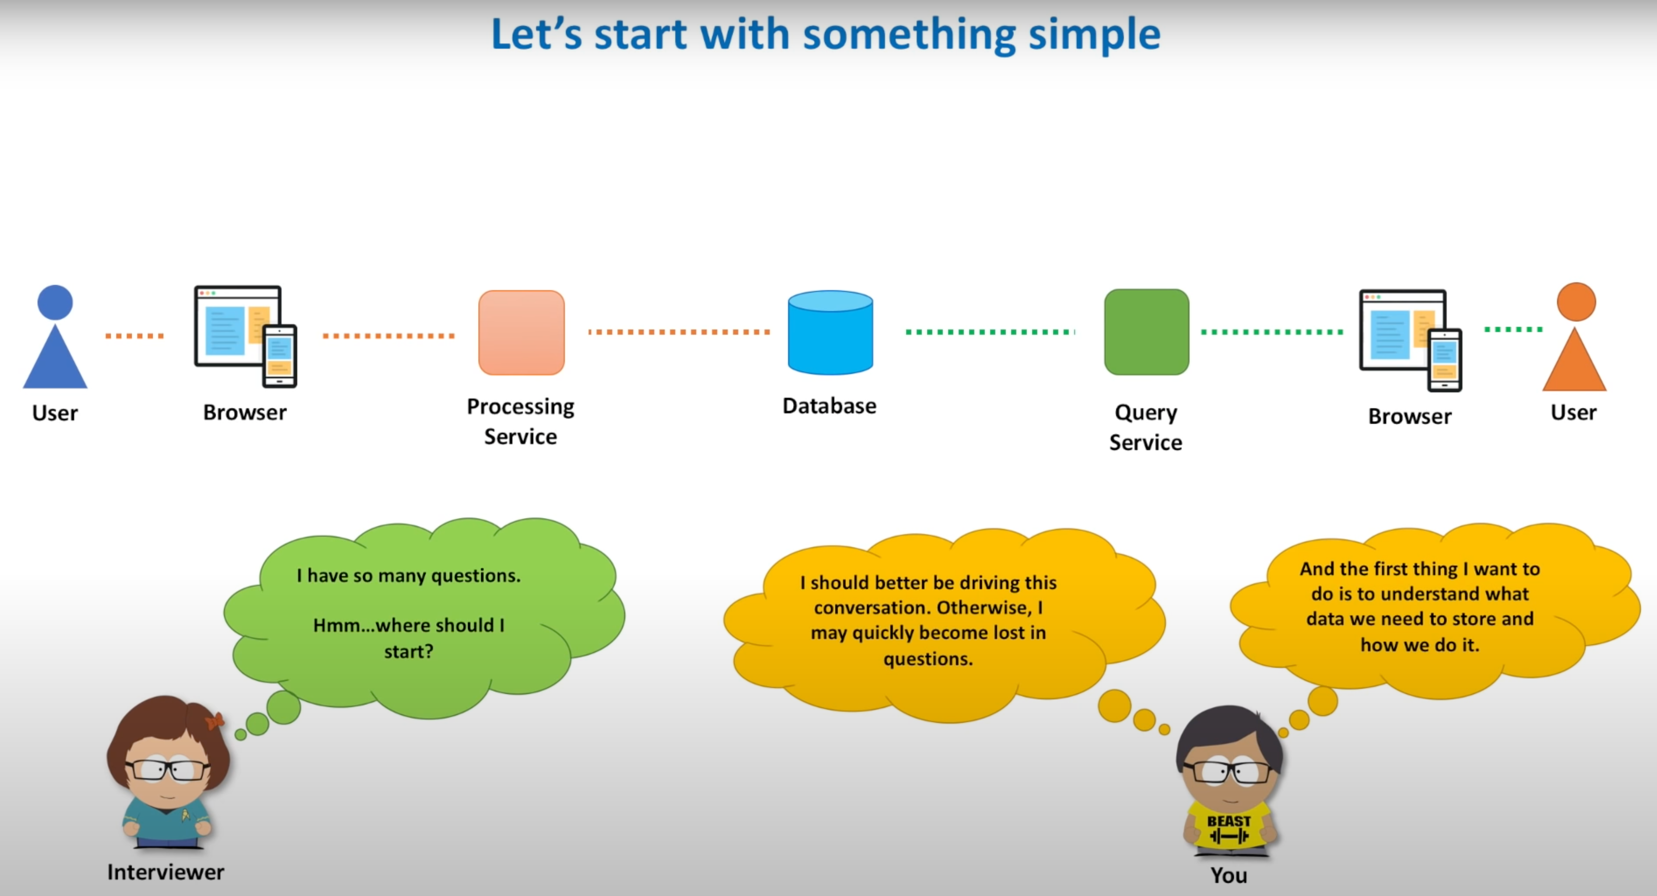 Let's start with something simple
User
Browser
Processing
Service
Database
Query
Service
Browser
User
I have so many questions.
Hmm...where should I
start?
I should better be driving this
conversation. Otherwise, I
may quickly become lost in
questions.
And the first thing I want to
do is to understand what
data we need to store and
how we do it.
BEAST
Interviewer
You